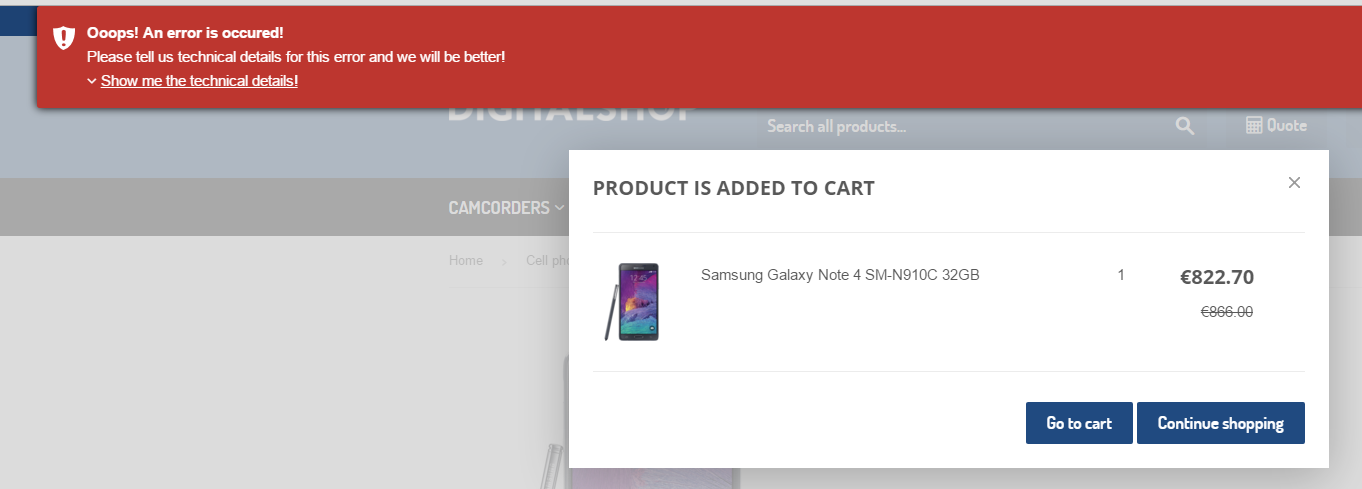 Ooops! An error is occured!
Please tell us technical details for this error and we will be better!
Show me the technical details!
DIGITALSHOP
Search all products...
Quote
PRODUCT IS ADDED TO CART
CAMCORDERS
Home > Cell pho
Samsung Galaxy Note 4 SM-N910C 32GB 1 €822.70
€866.00
Go to cart Continue shopping